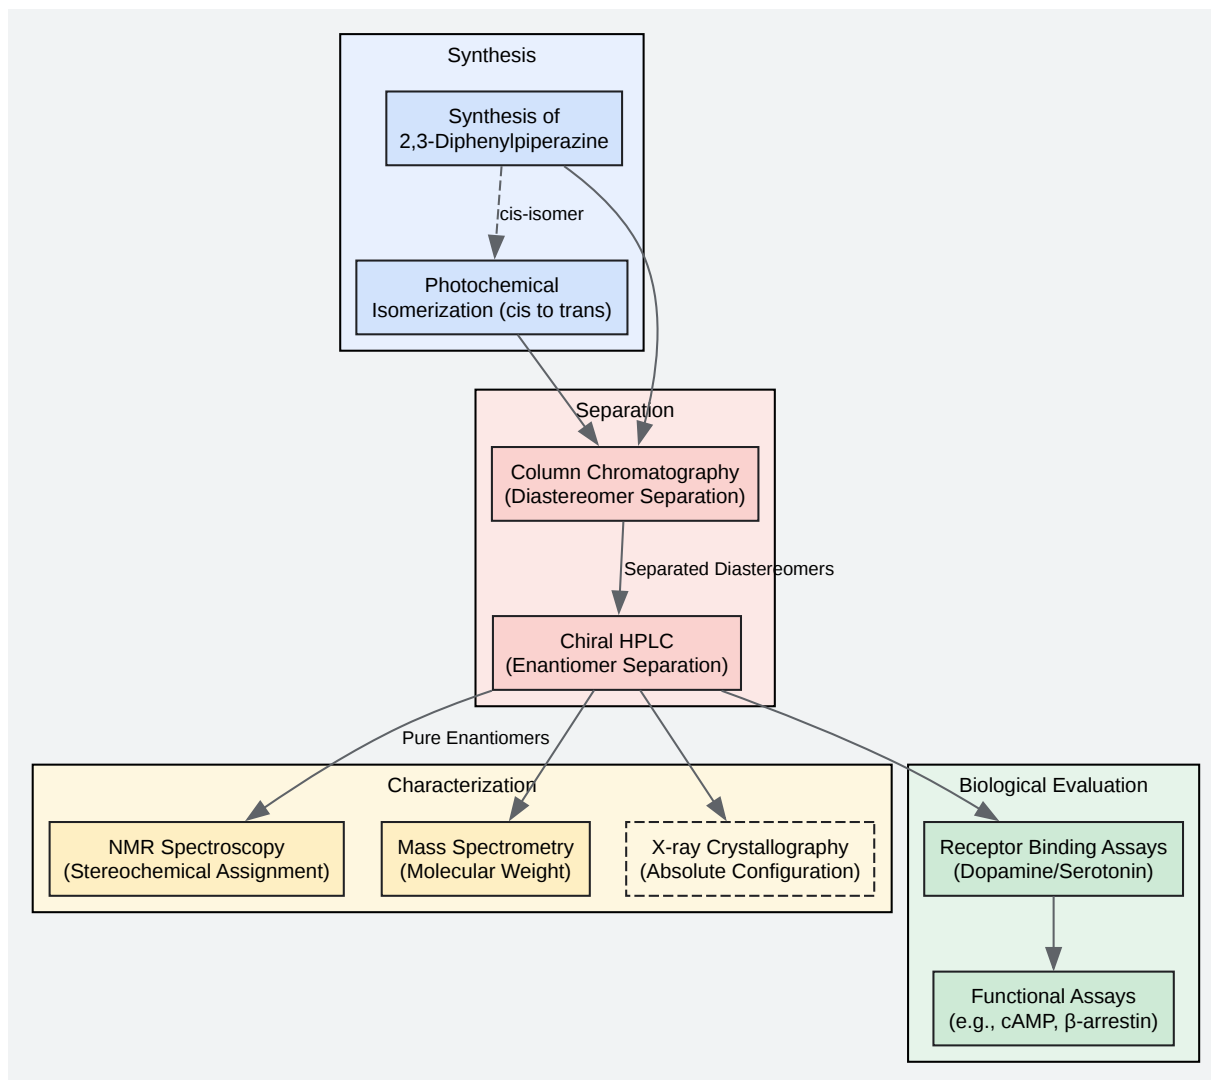 Synthesis
Synthesis of
2,3-Diphenylpiperazine
cis-isomer
Photochemical
Isomerization (cis to trans)
Separation
Column Chromatography
(Diastereomer Separation)
Separated Diastereomers
Chiral HPLC
(Enantiomer Separation)
Pure Enantiomers
Characterization
NMR Spectroscopy
(Stereochemical Assignment)
Mass Spectrometry
(Molecular Weight)
X-ray Crystallography
(Absolute Configuration)
Biological Evaluation
Receptor Binding Assays
(Dopamine/Serotonin)
Functional Assays
(e.g., cAMP, β-arrestin)